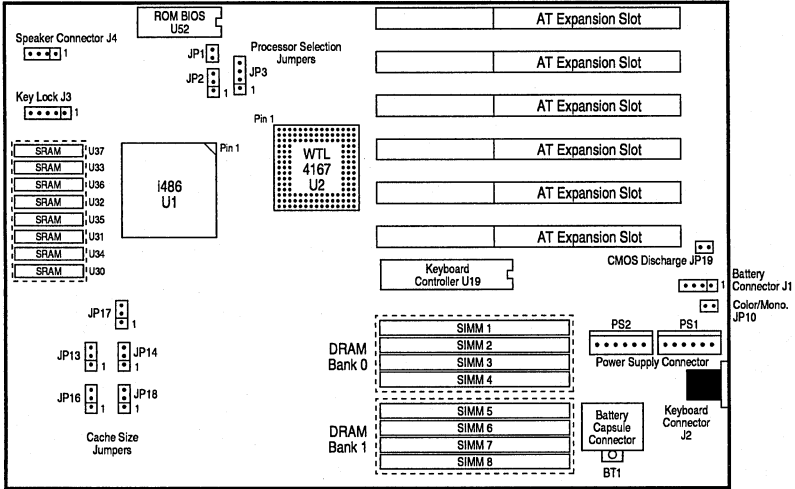 ROM BIOS
U52
AT Expansion Slot
Speaker Connector J4
1
JP1
Processor Selection
Jumpers
JP2
1
JP3
1
AT Expansion Slot
Key Lock J3
1
AT Expansion Slot
Pin 1
SRAM U37
SRAM U33
SRAM U36
SRAM U32
SRAM U35
SRAM U31
SRAM U34
SRAM U30
Pin 1
i486
U1
WTL
4167
U2
AT Expansion Slot
AT Expansion Slot
AT Expansion Slot
CMOS Discharge JP19
Keyboard
Controller U19
1
Battery
Connector J1
Color/Mono.
JP10
JP17
1
JP13
1
JP14
1
JP16
1
JP18
1
Cache Size
Jumpers
DRAM
Bank 0
SIMM 1
SIMM 2
SIMM 3
SIMM 4
PS2
PS1
Power Supply Connector
DRAM
Bank 1
SIMM 5
SIMM 6
SIMM 7
SIMM 8
Battery
Capsule
Connector
BT1
Keyboard
Connector
J2